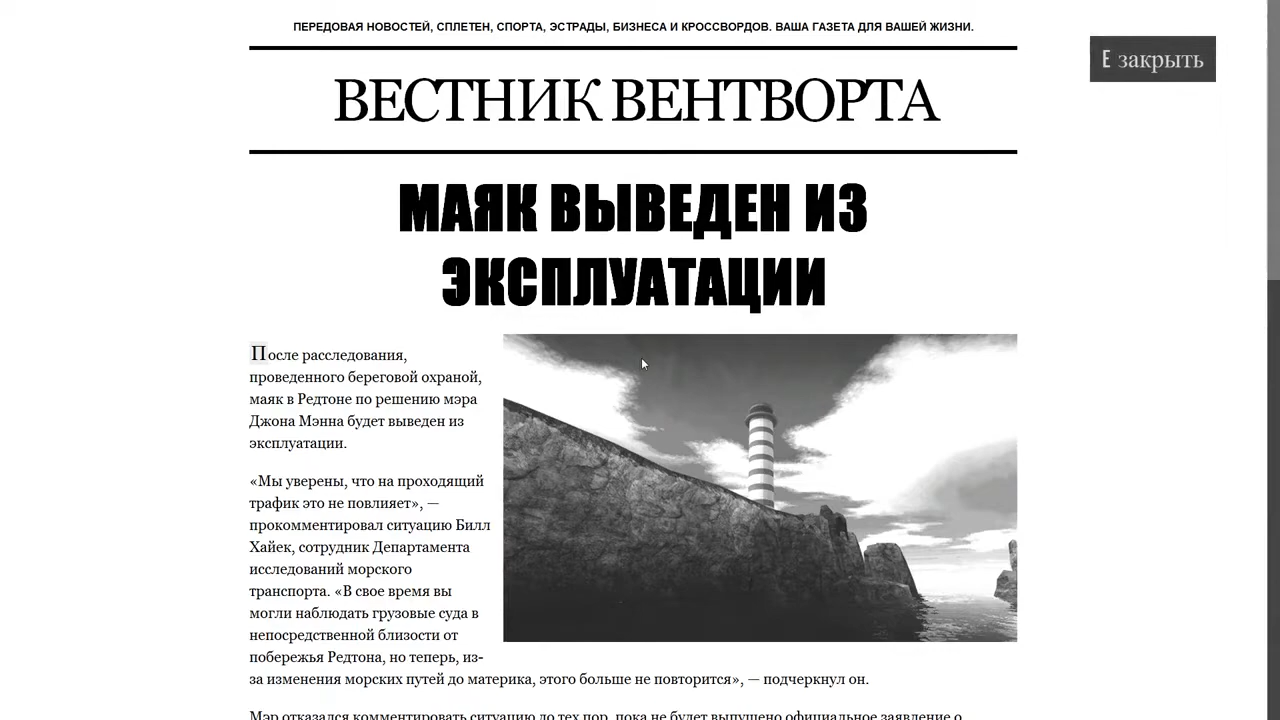 ПЕРЕДОВАЯ НОВОСТЕЙ, СПЛЕТЕН, СПОРТА, ЭСТРАДЫ, БИЗНЕСА И КРОССВОРДОВ. ВАША ГАЗЕТА ДЛЯ ВАШЕЙ ЖИЗНИ.
E закрыть
ВЕСТНИК ВЕНТВОРТА
МАЯК ВЫВЕДЕН ИЗ
ЭКСПЛУАТАЦИИ
После расследования,
проведенного береговой охраной,
маяк в Редтоне по решению мэра
Джона Мэнна будет выведен из
эксплуатации.
«Мы уверены, что на проходящий
трафик это не повлияет», —
прокомментировал ситуацию Билл
Хайек, сотрудник Департамента
исследований морского
транспорта. «В свое время вы
могли наблюдать грузовые суда в
непосредственной близости от
побережья Редтона, но теперь, из-
за изменения морских путей до материка, этого больше не повторится», — подчеркнул он.
Мэр отказался комментировать ситуацию до тех пор, пока не будет выпущено официальное заявление о